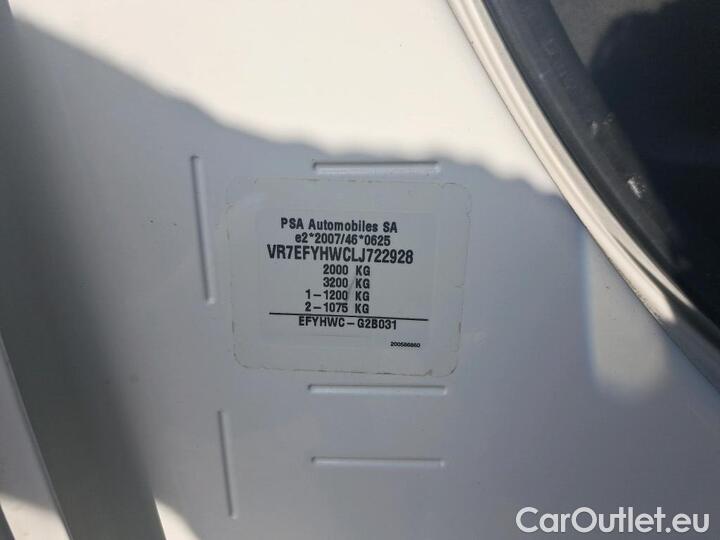 PSA Automobiles SA
e2*2007/46*0625
VR7EFYHWCLJ722928
2000 KG
3200 KG
1-1200 KG
2-1075 KG
EFYHWC-G2B031
200586860
CarOutlet.eu